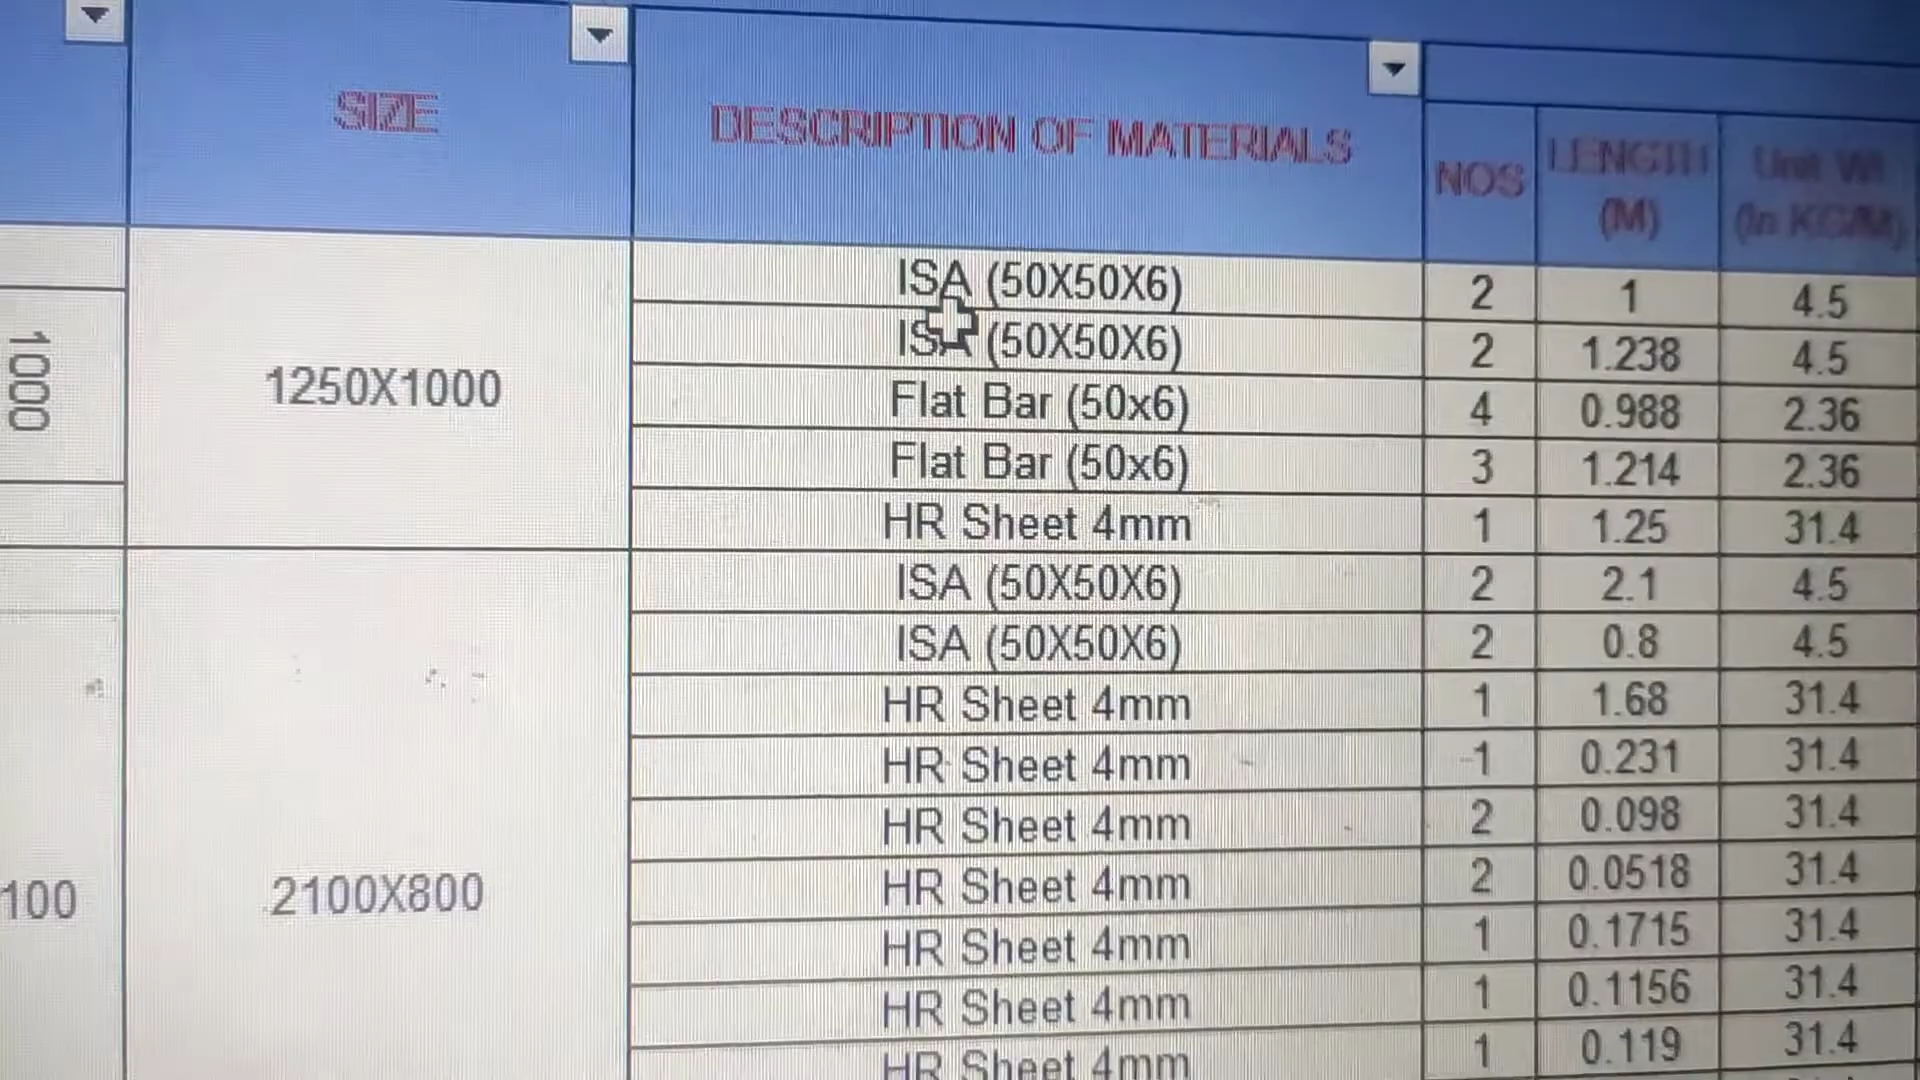 SIZE DESCRIPTION OF MATERIALS NOS LENGTH (M) Unit Wt (In KG/M)
1000 1250X1000 ISA (50X50X6) 2 1 4.5
ISA (50X50X6) 2 1.238 4.5
Flat Bar (50x6) 4 0.988 2.36
Flat Bar (50x6) 3 1.214 2.36
HR Sheet 4mm 1 1.25 31.4
100 2100X800 ISA (50X50X6) 2 2.1 4.5
ISA (50X50X6) 2 0.8 4.5
HR Sheet 4mm 1 1.68 31.4
HR Sheet 4mm 1 0.231 31.4
HR Sheet 4mm 2 0.098 31.4
HR Sheet 4mm 2 0.0518 31.4
HR Sheet 4mm 1 0.1715 31.4
HR Sheet 4mm 1 0.1156 31.4
HR Sheet 4mm 1 0.119 31.4